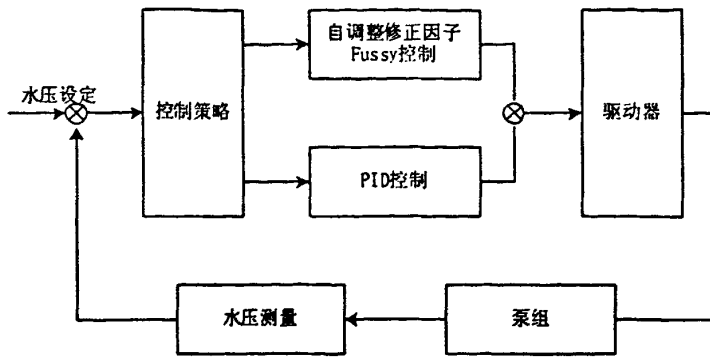 自调整修正因子
Fussy控制
水压设定
控制策略
驱动器
PID控制
水压测量
泵组